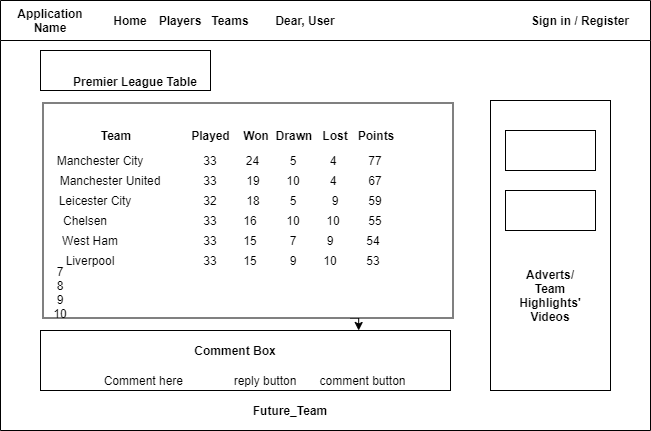 Application Name Home Players Teams Dear, User Sign in / Register
Premier League Table
Team Played Won Drawn Lost Points
Manchester City 33 24 5 4 77
Manchester United 33 19 10 4 67
Leicester City 32 18 5 9 59
Chelsen 33 16 10 10 55
West Ham 33 15 7 9 54
Liverpool 33 15 9 10 53
7
8
9
10
Adverts/
Team
Highlights'
Videos
Comment Box
Comment here reply button comment button
Future_Team